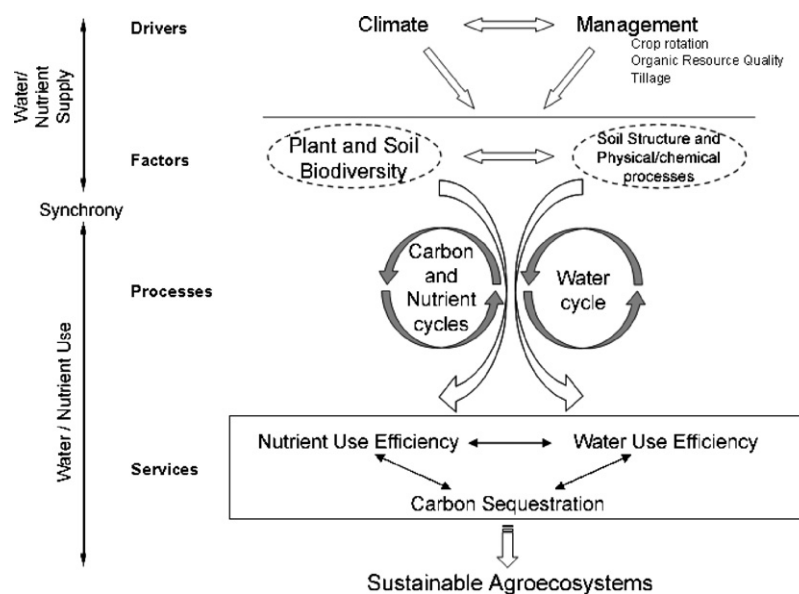 Drivers
Climate
Management
Crop rotation
Organic Resource Quality
Tillage
Water/
Nutrient
Supply
Factors
Plant and Soil
Biodiversity
Soil Structure and
Physical/chemical
processes
Synchrony
Processes
Carbon
and
Nutrient
cycles
Water
cycle
Water / Nutrient Use
Services
Nutrient Use Efficiency
Water Use Efficiency
Carbon Sequestration
Sustainable Agroecosystems